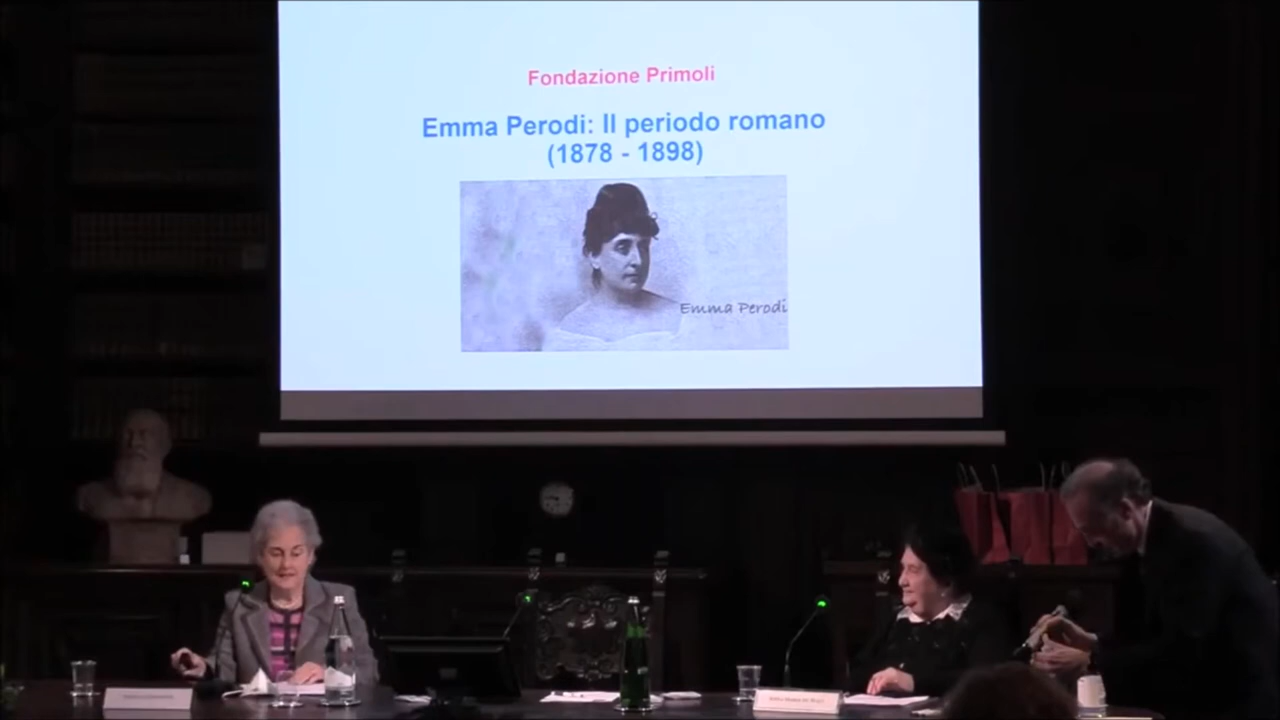 Fondazione Primoli
Emma Perodi: Il periodo romano
(1878 - 1898)
Emma Perodi